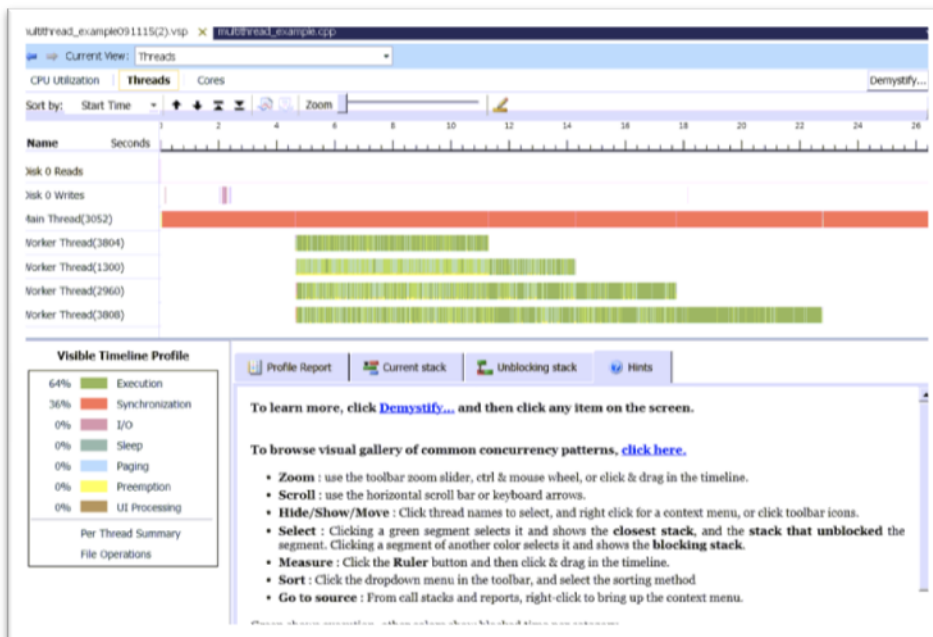 ultithread_example091115(2).vsp multithread_example.cpp
Current View: Threads
CPU Utilization Threads Cores Demystify...
Sort by: Start Time Zoom
0 2 4 6 8 10 12 14 16 18 20 22 24 26
Name Seconds
Disk 0 Reads
Disk 0 Writes
Main Thread(3052)
Worker Thread(3804)
Worker Thread(1300)
Worker Thread(2960)
Worker Thread(3808)
Visible Timeline Profile
64% Execution
36% Synchronization
0% I/O
0% Sleep
0% Paging
0% Preemption
0% UI Processing
Per Thread Summary
File Operations
Profile Report Current stack Unblocking stack Hints
To learn more, click Demystify... and then click any item on the screen.
To browse visual gallery of common concurrency patterns, click here.
• Zoom : use the toolbar zoom slider, ctrl & mouse wheel, or click & drag in the timeline.
• Scroll : use the horizontal scroll bar or keyboard arrows.
• Hide/Show/Move : Click thread names to select, and right click for a context menu, or click toolbar icons.
• Select : Clicking a green segment selects it and shows the closest stack, and the stack that unblocked the
segment. Clicking a segment of another color selects it and shows the blocking stack.
• Measure : Click the Ruler button and then click & drag in the timeline.
• Sort : Click the dropdown menu in the toolbar, and select the sorting method
• Go to source : From call stacks and reports, right-click to bring up the context menu.